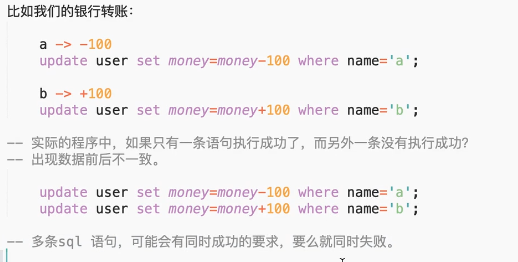 比如我们的银行转账：
a -> -100
update user set money=money-100 where name='a';
b -> +100
update user set money=money+100 where name='b';
-- 实际的程序中，如果只有一条语句执行成功了，而另外一条没有执行成功？
-- 出现数据前后不一致。
update user set money=money-100 where name='a';
update user set money=money+100 where name='b';
-- 多条sql 语句，可能会有同时成功的要求，要么就同时失败。